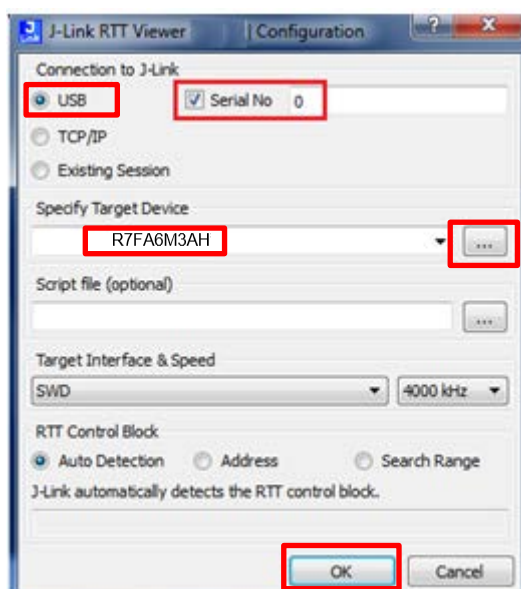 J-Link RTT Viewer | Configuration
Connection to J-Link
USB Serial No 0
TCP/IP
Existing Session
Specify Target Device
R7FA6M3AH ...
Script file (optional)
...
Target Interface & Speed
SWD 4000 kHz
RTT Control Block
Auto Detection Address Search Range
J-Link automatically detects the RTT control block.
OK Cancel